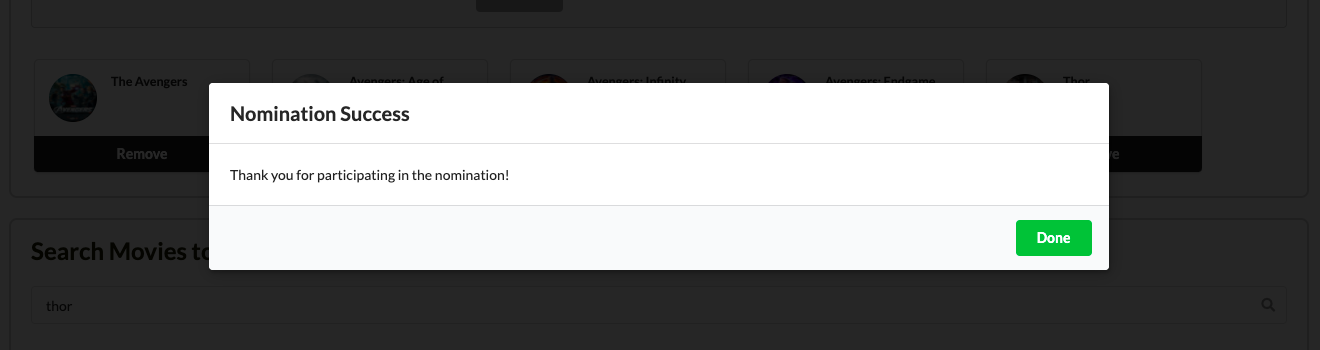 The Avengers
Avengers: Age of
Avengers: Infinity
Avengers: Endgame
Thor
Nomination Success
Remove
ve
Thank you for participating in the nomination!
Done
Search Movies to
thor